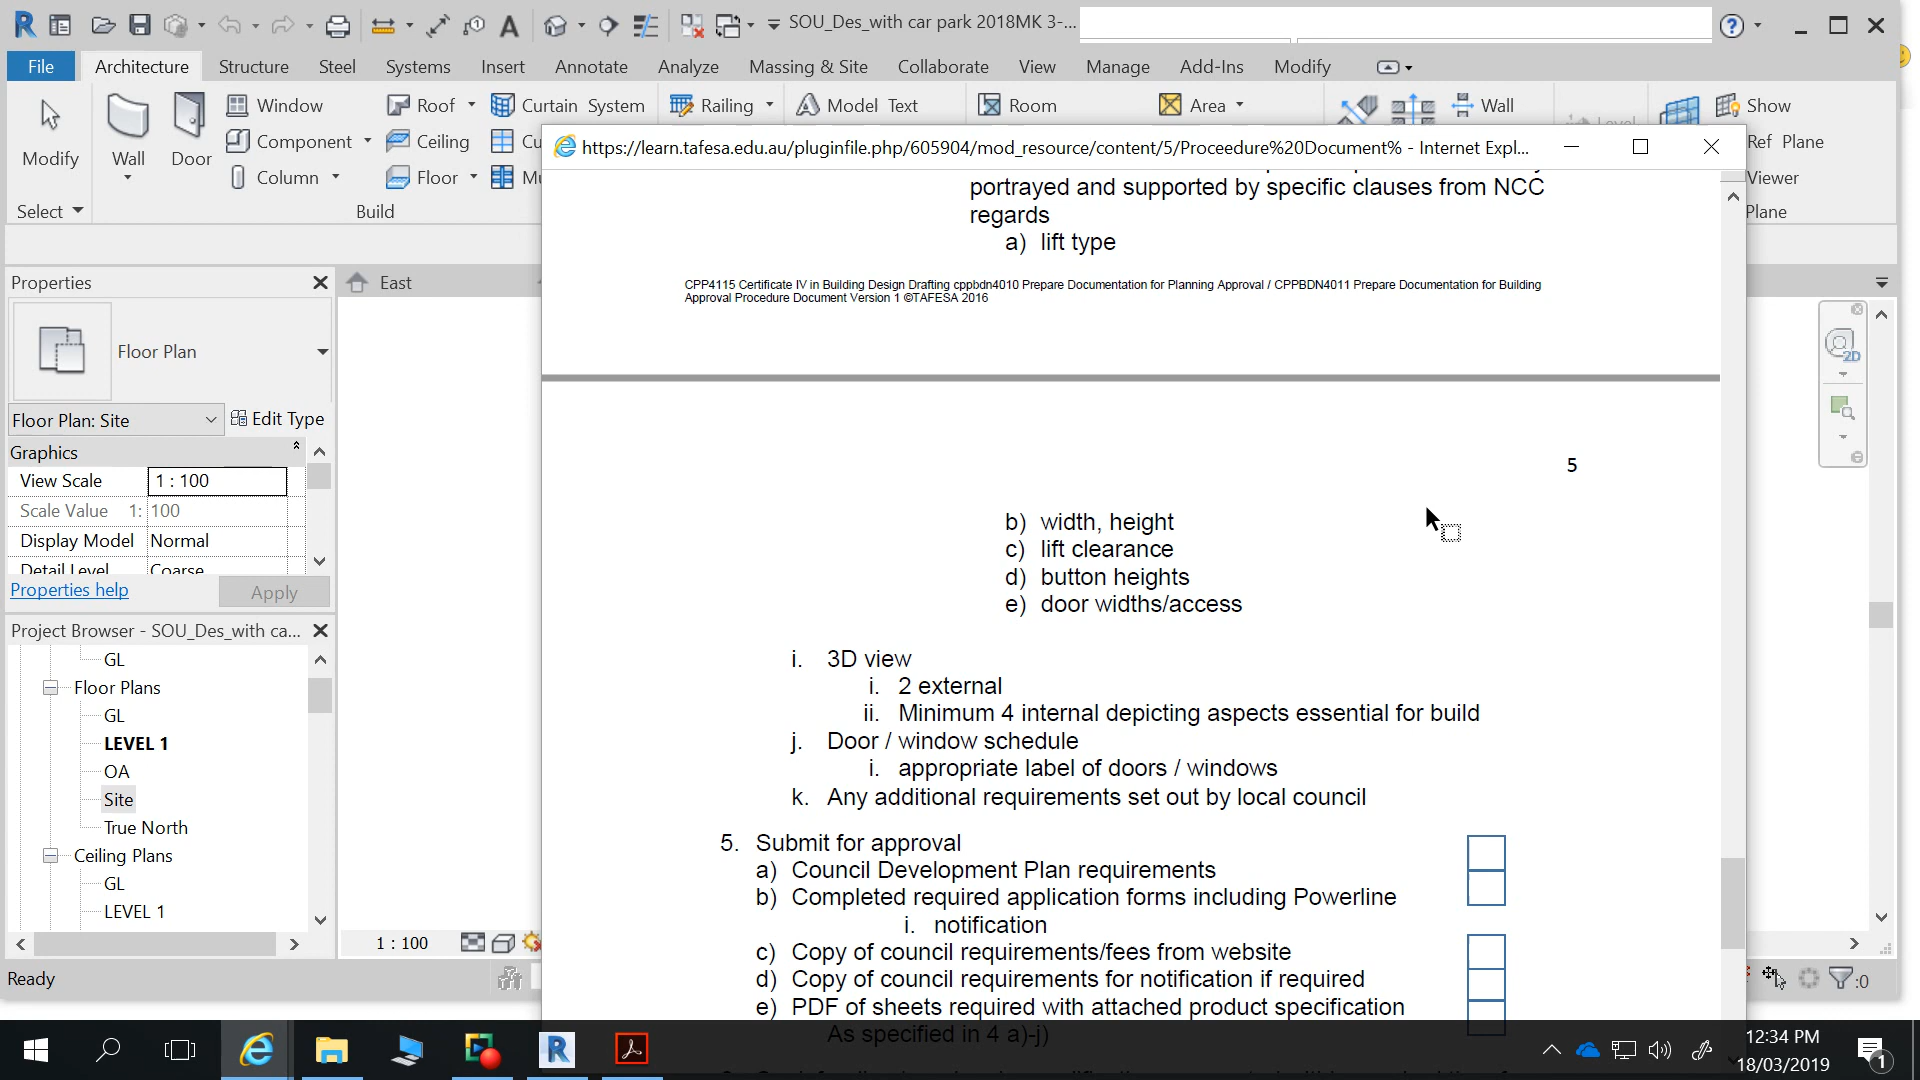 SOU_Des_with car park 2018MK 3-...
File Architecture Structure Steel Systems Insert Annotate Analyze Massing & Site Collaborate View Manage Add-Ins Modify
Window Roof Curtain System Railing Model Text Room Area Wall Show
Component Ceiling Cu Ref Plane
Modify Wall Door Column Floor Mu Viewer
Select Build Plane
https://learn.tafesa.edu.au/pluginfile.php/605904/mod_resource/content/5/Proceedure%20Document% - Internet Expl...
portrayed and supported by specific clauses from NCC
regards
a) lift type
CPP4115 Certificate IV in Building Design Drafting cppbdn4010 Prepare Documentation for Planning Approval / CPPBDN4011 Prepare Documentation for Building
Approval Procedure Document Version 1 ©TAFESA 2016
5
b) width, height
c) lift clearance
d) button heights
e) door widths/access
i. 3D view
i. 2 external
ii. Minimum 4 internal depicting aspects essential for build
j. Door / window schedule
i. appropriate label of doors / windows
k. Any additional requirements set out by local council
5. Submit for approval
a) Council Development Plan requirements
b) Completed required application forms including Powerline
i. notification
c) Copy of council requirements/fees from website
d) Copy of council requirements for notification if required
e) PDF of sheets required with attached product specification
As specified in 4 a)-j)
Properties
East
Floor Plan
2D
Floor Plan: Site Edit Type
Graphics
View Scale 1 : 100
Scale Value 1: 100
Display Model Normal
Detail Level Coarse
Properties help Apply
Project Browser - SOU_Des_with ca...
GL
Floor Plans
GL
LEVEL 1
OA
Site
True North
Ceiling Plans
GL
LEVEL 1
1 : 100
Ready
:0
12:34 PM
18/03/2019
1